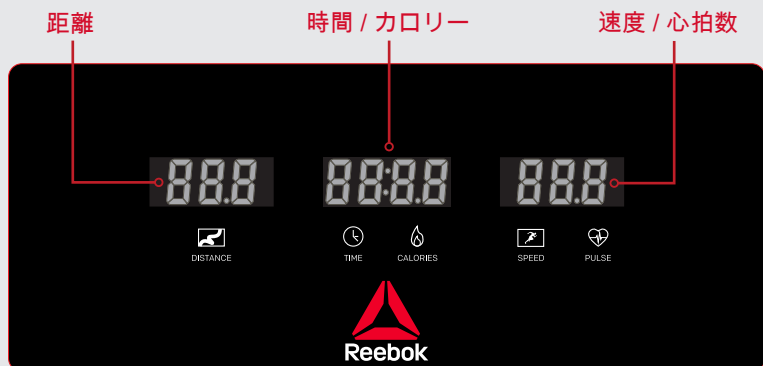 距離
時間 / カロリー
速度 / 心拍数
88.8
88:8.8
88.8
DISTANCE
TIME
CALORIES
SPEED
PULSE
Reebok